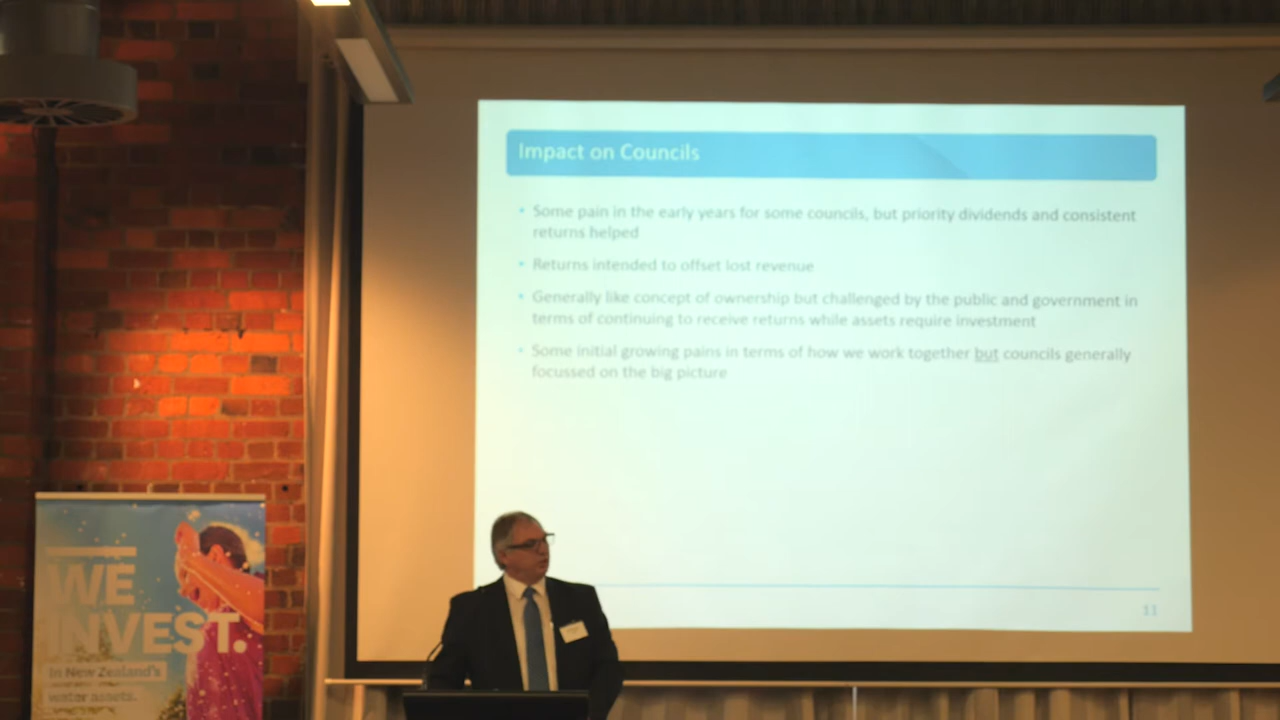 Impact on Councils
• Some pain in the early years for some councils, but priority dividends and consistent
returns helped
• Returns intended to offset lost revenue
• Generally like concept of ownership but challenged by the public and government in
terms of continuing to receive returns while assets require investment
• Some initial growing pains in terms of how we work together but councils generally
focussed on the big picture
11
WE
INVEST.
In New Zealand's
water assets.